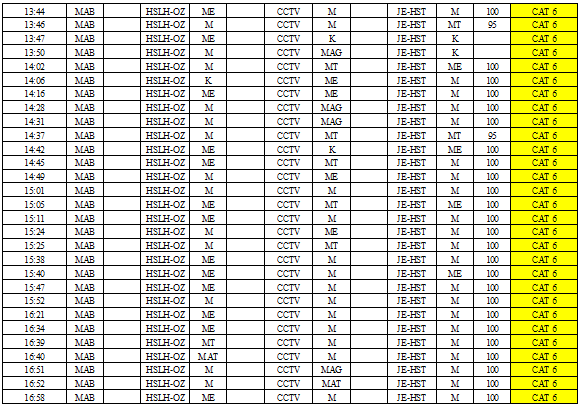 13:44 MAB HSLH-OZ ME CCTV M JE-HST M 100 CAT 6
13:46 MAB HSLH-OZ M CCTV M JE-HST MT 95 CAT 6
13:47 MAB HSLH-OZ ME CCTV K JE-HST K CAT 6
13:50 MAB HSLH-OZ M CCTV MAG JE-HST K CAT 6
14:02 MAB HSLH-OZ M CCTV MT JE-HST ME 100 CAT 6
14:06 MAB HSLH-OZ K CCTV ME JE-HST M 100 CAT 6
14:16 MAB HSLH-OZ ME CCTV ME JE-HST M 100 CAT 6
14:28 MAB HSLH-OZ M CCTV MAG JE-HST M 100 CAT 6
14:31 MAB HSLH-OZ M CCTV MAG JE-HST M 100 CAT 6
14:37 MAB HSLH-OZ M CCTV MT JE-HST MT 95 CAT 6
14:42 MAB HSLH-OZ ME CCTV K JE-HST ME 100 CAT 6
14:45 MAB HSLH-OZ ME CCTV MT JE-HST M 100 CAT 6
14:49 MAB HSLH-OZ M CCTV ME JE-HST M 100 CAT 6
15:01 MAB HSLH-OZ M CCTV M JE-HST M 100 CAT 6
15:05 MAB HSLH-OZ ME CCTV MT JE-HST ME 100 CAT 6
15:11 MAB HSLH-OZ ME CCTV M JE-HST M 100 CAT 6
15:24 MAB HSLH-OZ M CCTV ME JE-HST M 100 CAT 6
15:25 MAB HSLH-OZ M CCTV MT JE-HST M 100 CAT 6
15:38 MAB HSLH-OZ ME CCTV M JE-HST M 100 CAT 6
15:40 MAB HSLH-OZ ME CCTV M JE-HST ME 100 CAT 6
15:47 MAB HSLH-OZ ME CCTV M JE-HST M 100 CAT 6
15:52 MAB HSLH-OZ M CCTV M JE-HST M 100 CAT 6
16:21 MAB HSLH-OZ ME CCTV M JE-HST M 100 CAT 6
16:34 MAB HSLH-OZ ME CCTV M JE-HST M 100 CAT 6
16:39 MAB HSLH-OZ MT CCTV M JE-HST M 100 CAT 6
16:40 MAB HSLH-OZ MAT CCTV M JE-HST M 100 CAT 6
16:51 MAB HSLH-OZ M CCTV MAG JE-HST M 100 CAT 6
16:52 MAB HSLH-OZ M CCTV MAT JE-HST M 100 CAT 6
16:58 MAB HSLH-OZ ME CCTV M JE-HST M 100 CAT 6